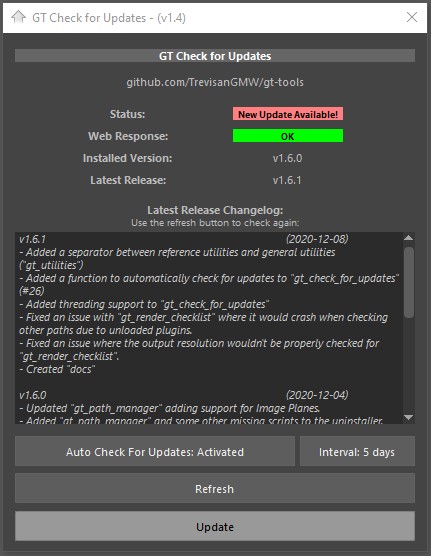 GT Check for Updates - (v1.4)
GT Check for Updates
github.com/TrevisanGMW/gt-tools
Status: New Update Available!
Web Response: OK
Installed Version: v1.6.0
Latest Release: v1.6.1
Latest Release Changelog:
Use the refresh button to check again:
v1.6.1 (2020-12-08)
- Added a separator between reference utilities and general utilities
("gt_utilities")
- Added a function to automatically check for updates to "gt_check_for_updates"
(#26)
- Added threading support to "gt_check_for_updates"
- Fixed an issue with "gt_render_checklist" where it would crash when checking
other paths due to unloaded plugins.
- Fixed an issue where the output resolution wouldn't be properly checked for
"gt_render_checklist".
- Created "docs"
v1.6.0 (2020-12-04)
- Updated "gt_path_manager" adding support for Image Planes.
- Added "gt_path_manager" and some other missing scripts to the uninstaller.
Auto Check For Updates: Activated
Interval: 5 days
Refresh
Update